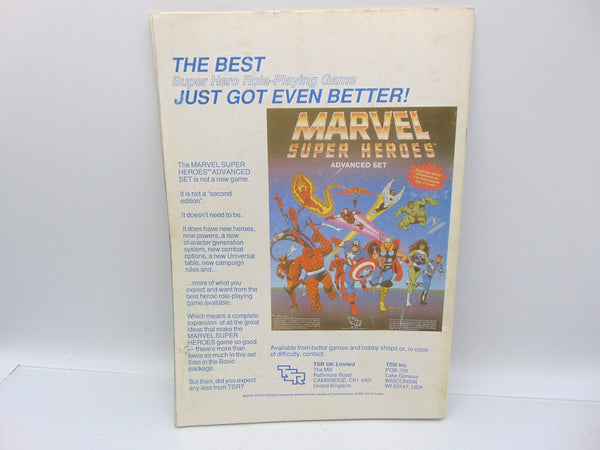 THE BEST
Super Hero Role-Playing Game
JUST GOT EVEN BETTER!
MARVEL
SUPER HEROES
ADVANCED SET
The MARVEL SUPER
HEROES™ ADVANCED
SET is not a new game.
It is not a "second
edition".
It doesn't need to be.
It does have new heroes,
new powers, a new
character generation
system, new combat
options, a new Universal
table, new campaign
rules and...
...more of what you
expect and want from the
best heroic role-playing
game available.
Which means a complete
expansion of all the great
ideas that make the
MARVEL SUPER
HEROES game so good
—there's more than
twice as much in this set
than in the Basic
package.
But then, did you expect
any less from TSR?
Available from better games and hobby shops or, in case
of difficulty, contact:
TSR
TSR UK Limited
The Mill
Rathmore Road
CAMBRIDGE, CB1 4AD
United Kingdom
TSR Inc
POB 756
Lake Geneva
WISCONSIN
WI 53147, USA